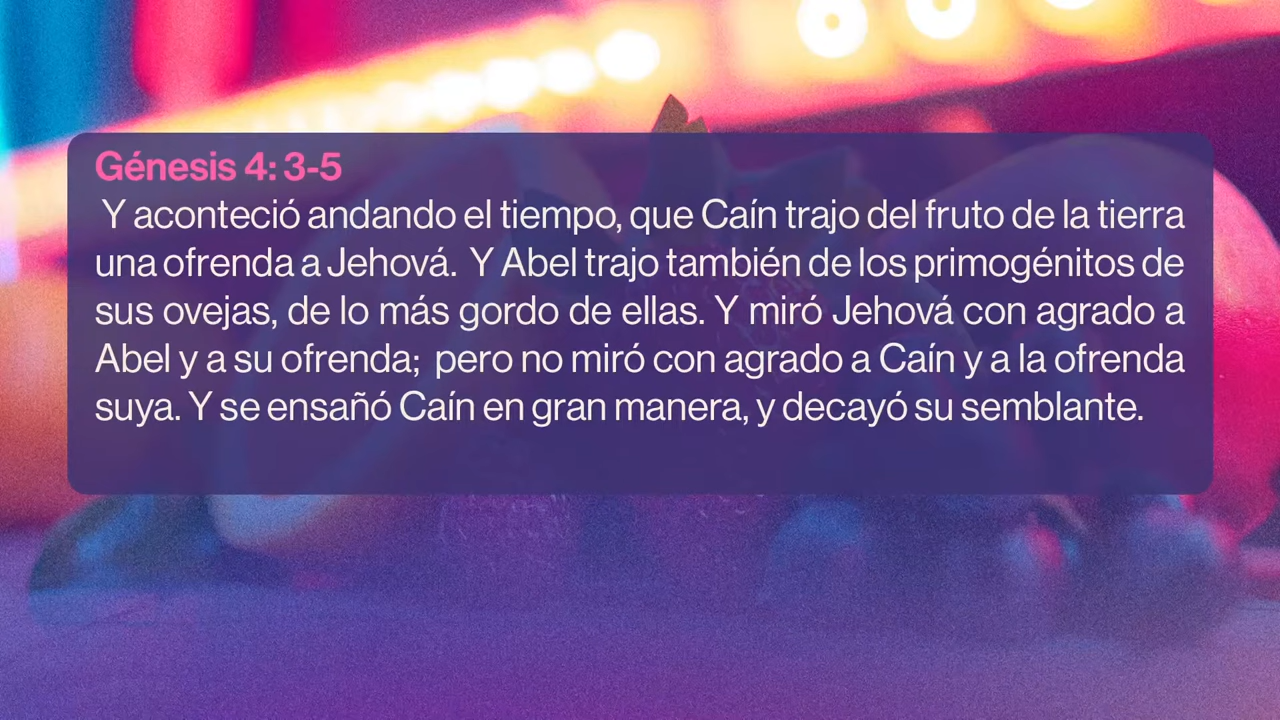 Génesis 4: 3-5
Y aconteció andando el tiempo, que Caín trajo del fruto de la tierra
una ofrenda a Jehová. Y Abel trajo también de los primogénitos de
sus ovejas, de lo más gordo de ellas. Y miró Jehová con agrado a
Abel y a su ofrenda; pero no miró con agrado a Caín y a la ofrenda
suya. Y se ensañó Caín en gran manera, y decayó su semblante.